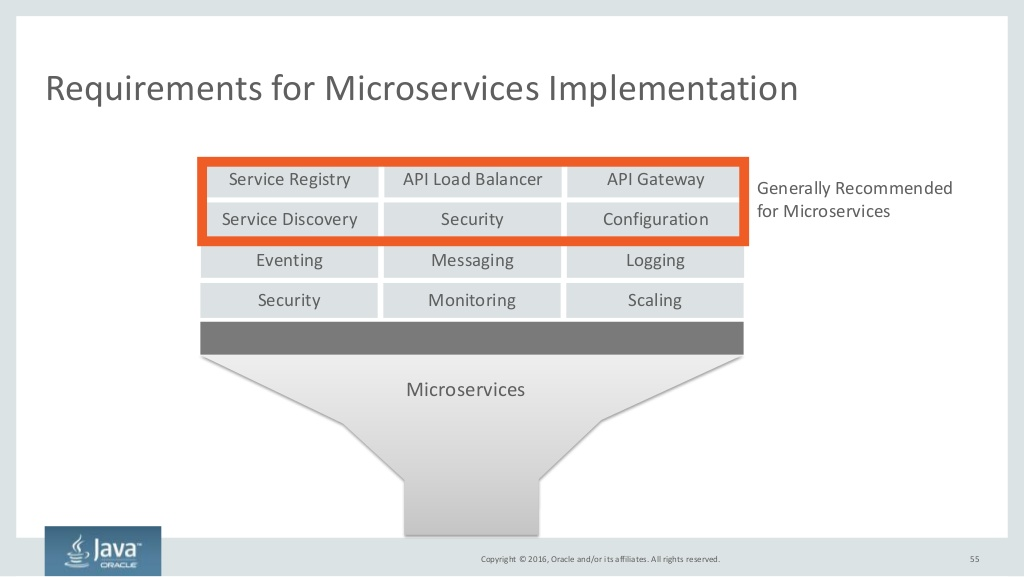 Requirements for Microservices Implementation
Service Registry
API Load Balancer
API Gateway
Generally Recommended
for Microservices
Service Discovery
Security
Configuration
Eventing
Messaging
Logging
Security
Monitoring
Scaling
Microservices
Java™
ORACLE
Copyright © 2016, Oracle and/or its affiliates. All rights reserved.
55